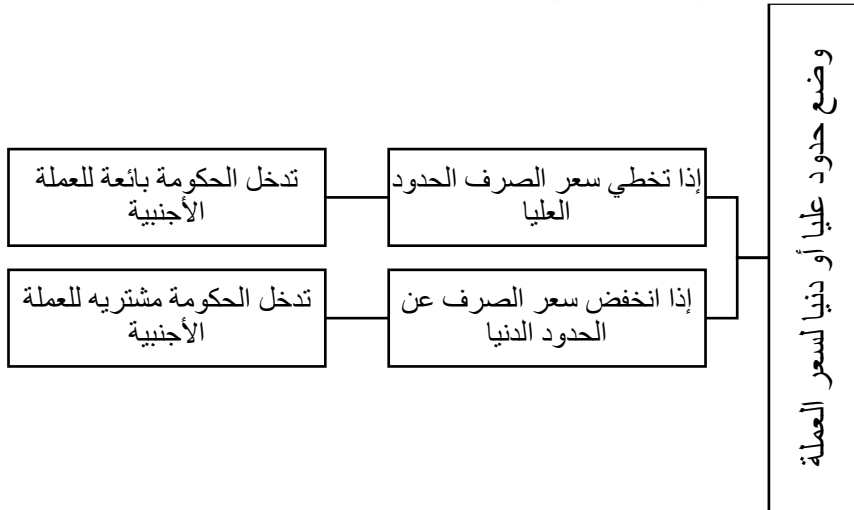 وضع حدود عليا أو دنيا لسعر العملة
إذا تخطي سعر الصرف الحدود
العليا
تدخل الحكومة بائعة للعملة
الأجنبية
إذا انخفض سعر الصرف عن
الحدود الدنيا
تدخل الحكومة مشتريه للعملة
الأجنبية